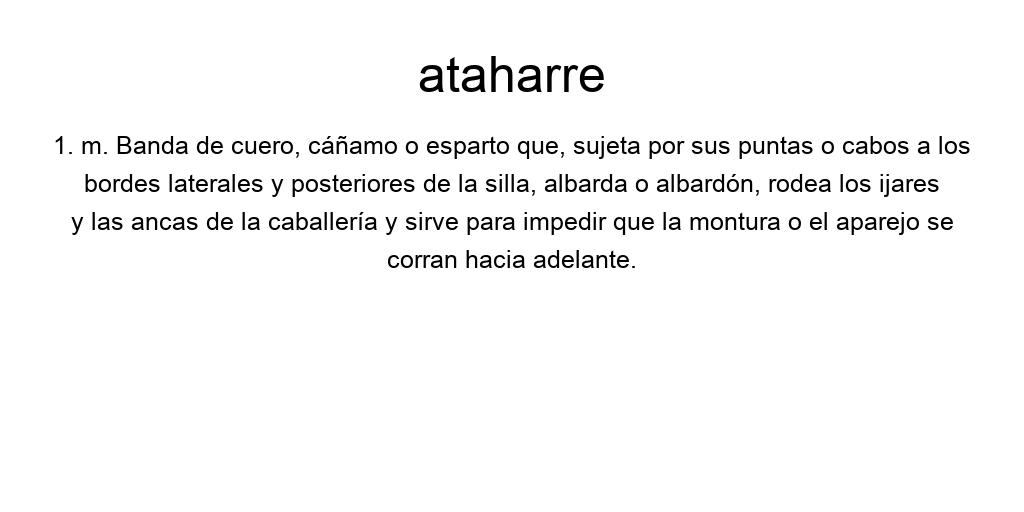 ataharre
1. m. Banda de cuero, cáñamo o esparto que, sujeta por sus puntas o cabos a los
bordes laterales y posteriores de la silla, albarda o albardón, rodea los ijares
y las ancas de la caballería y sirve para impedir que la montura o el aparejo se
corran hacia adelante.